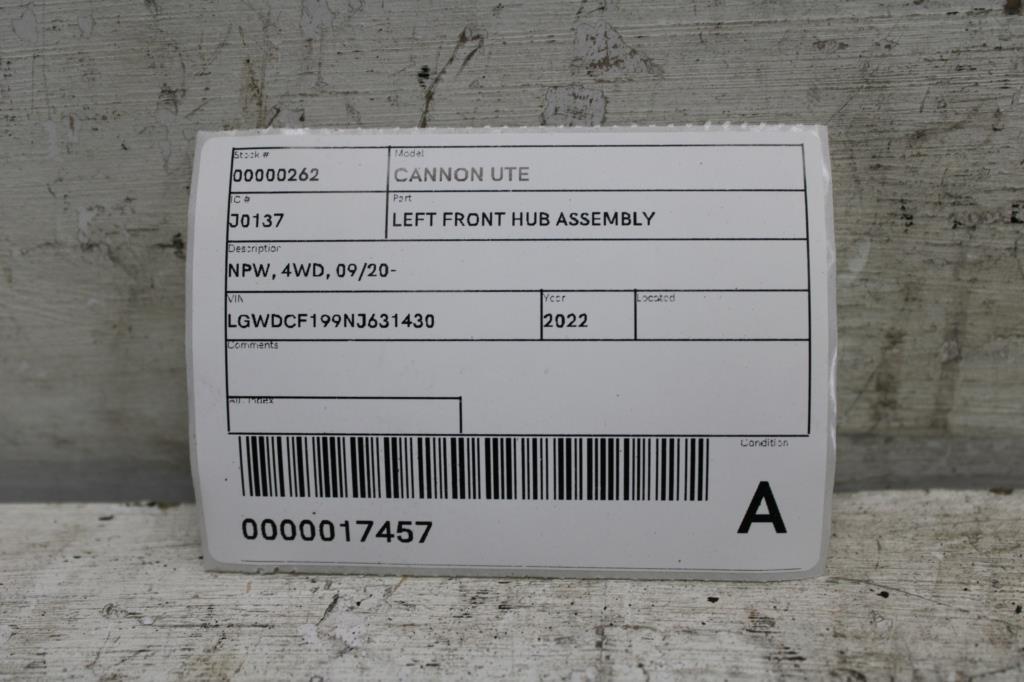 Stock #
Model
00000262
CANNON UTE
IC #
Part
J0137
LEFT FRONT HUB ASSEMBLY
Description
NPW, 4WD, 09/20-
VIN
Year
Located
LGWDCF199NJ631430
2022
Comments
Alt. Index
Condition
0000017457
A